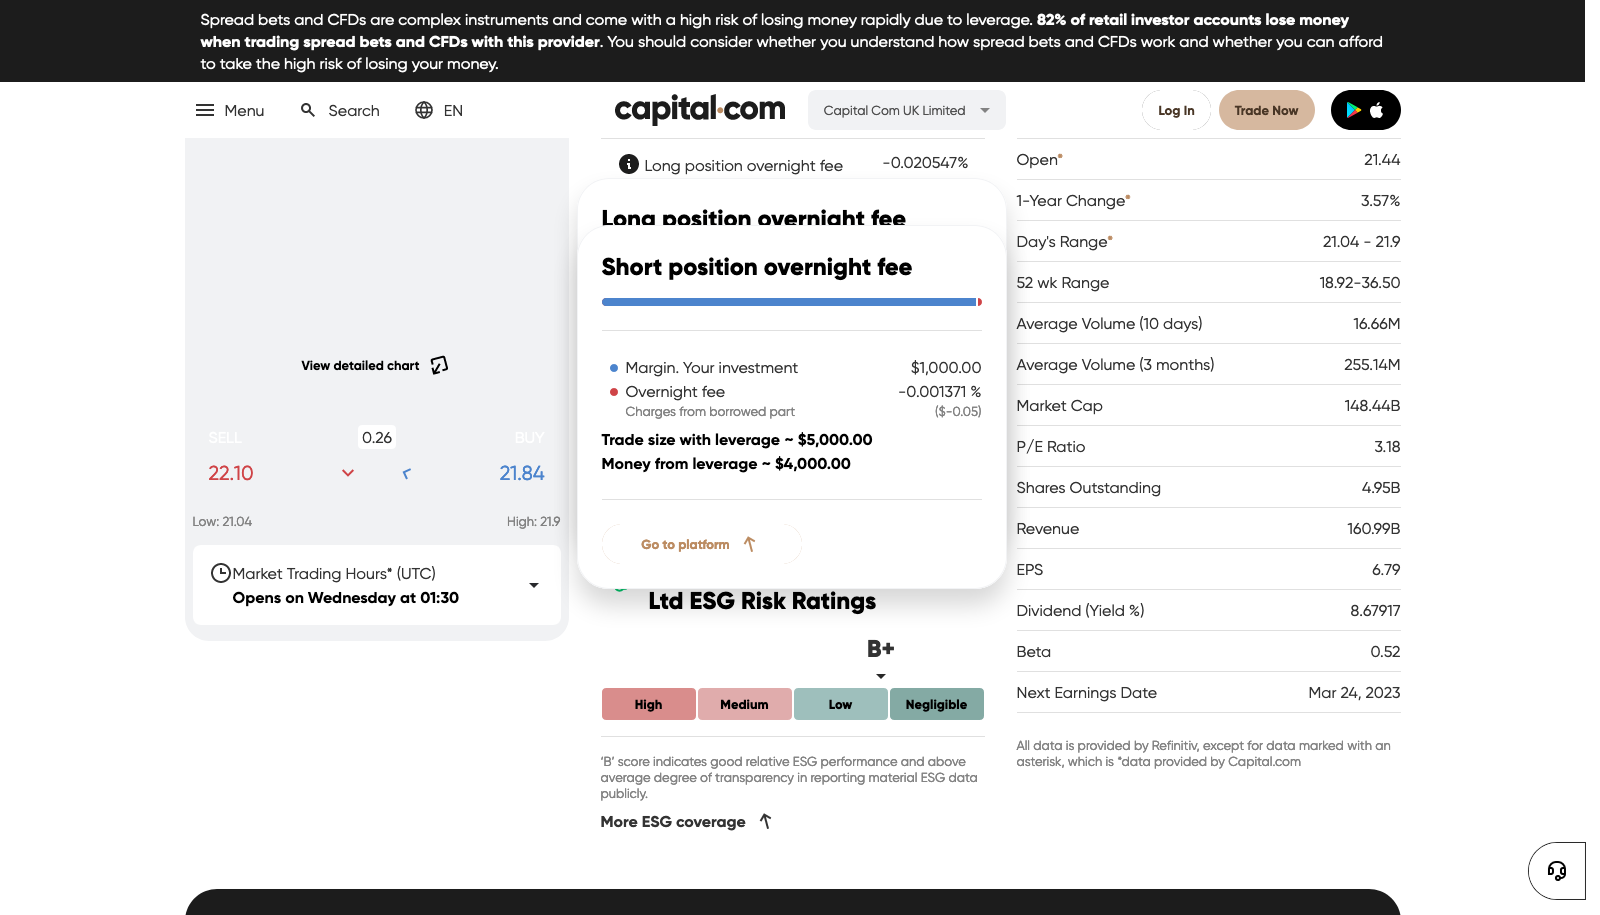 Spread bets and CFDs are complex instruments and come with a high risk of losing money rapidly due to leverage. 82% of retail investor accounts lose money
when trading spread bets and CFDs with this provider. You should consider whether you understand how spread bets and CFDs work and whether you can afford
to take the high risk of losing your money.
Menu
Search
EN
capital.com
Capital Com UK Limited
Log In
Trade Now
View detailed chart
SELL
0.26
BUY
22.10
21.84
Low: 21.04
High: 21.9
Market Trading Hours* (UTC)
Opens on Wednesday at 01:30
Long position overnight fee -0.020547%
Long position overnight fee
Short position overnight fee
Margin. Your investment $1,000.00
Overnight fee -0.001371 %
Charges from borrowed part ($-0.05)
Trade size with leverage ~ $5,000.00
Money from leverage ~ $4,000.00
Go to platform
Ltd ESG Risk Ratings
B+
High
Medium
Low
Negligible
'B' score indicates good relative ESG performance and above
average degree of transparency in reporting material ESG data
publicly.
More ESG coverage
Open* 21.44
1-Year Change* 3.57%
Day's Range* 21.04 - 21.9
52 wk Range 18.92-36.50
Average Volume (10 days) 16.66M
Average Volume (3 months) 255.14M
Market Cap 148.44B
P/E Ratio 3.18
Shares Outstanding 4.95B
Revenue 160.99B
EPS 6.79
Dividend (Yield %) 8.67917
Beta 0.52
Next Earnings Date Mar 24, 2023
All data is provided by Refinitiv, except for data marked with an
asterisk, which is *data provided by Capital.com